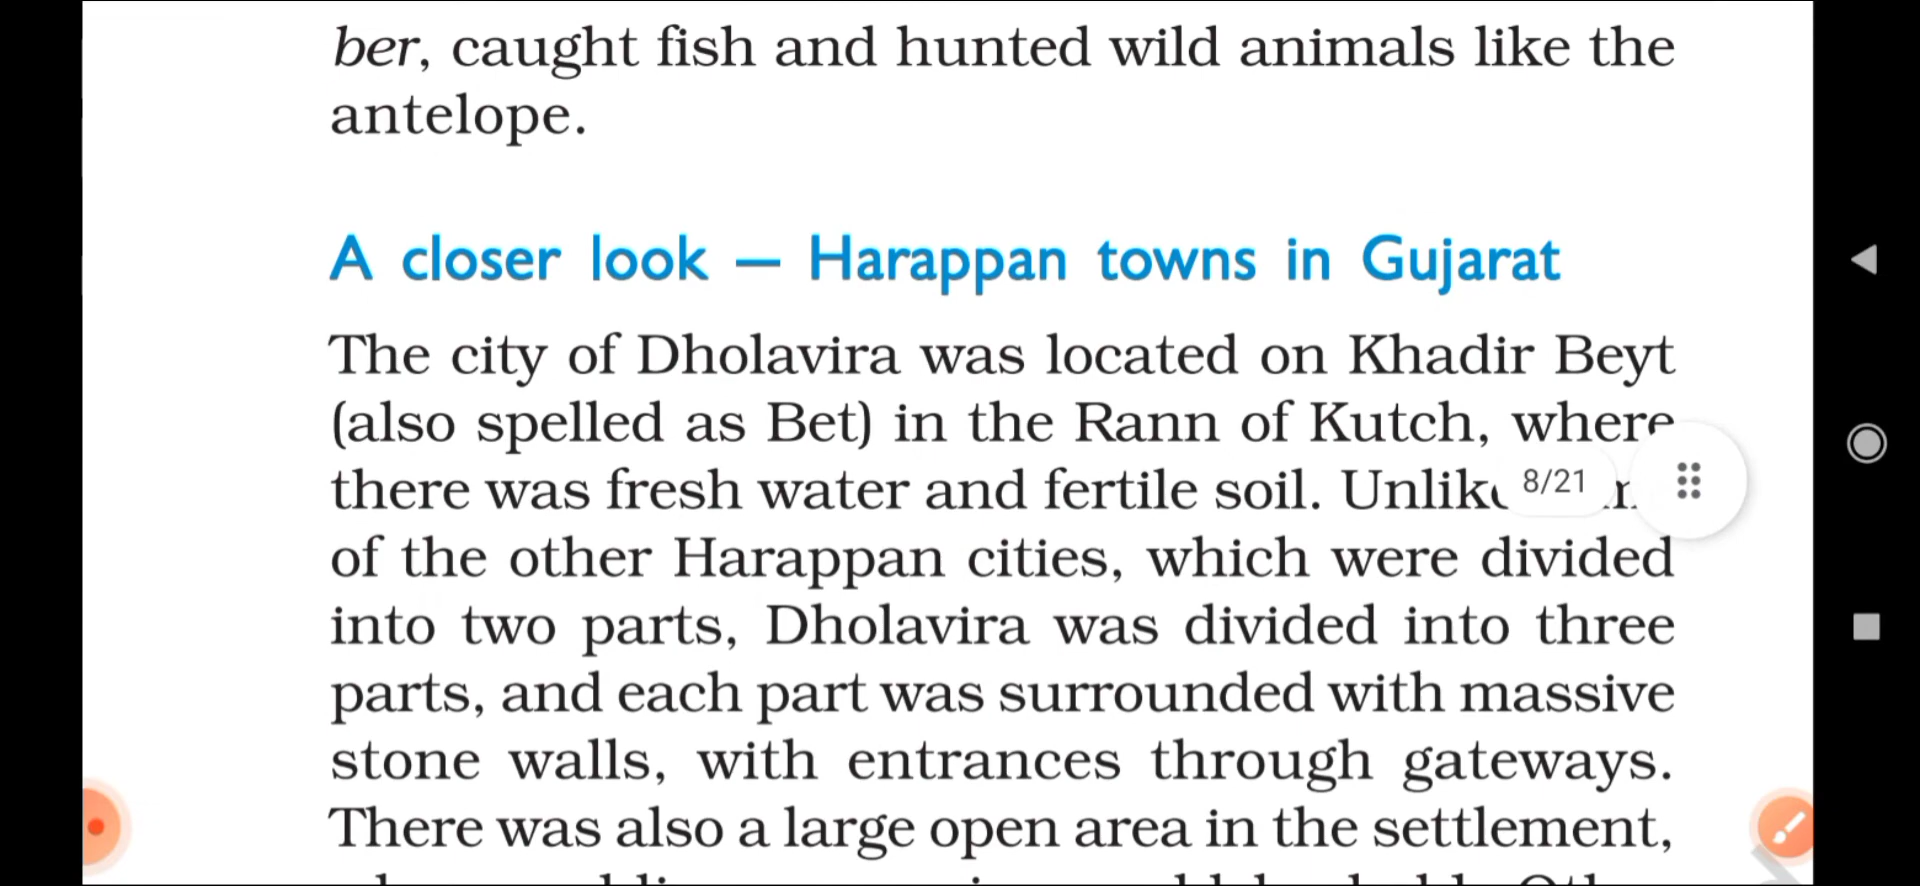 ber, caught fish and hunted wild animals like the
antelope.
A closer look — Harappan towns in Gujarat
The city of Dholavira was located on Khadir Beyt
(also spelled as Bet) in the Rann of Kutch, where
there was fresh water and fertile soil. Unlike
8/21
of the other Harappan cities, which were divided
into two parts, Dholavira was divided into three
parts, and each part was surrounded with massive
stone walls, with entrances through gateways.
There was also a large open area in the settlement,